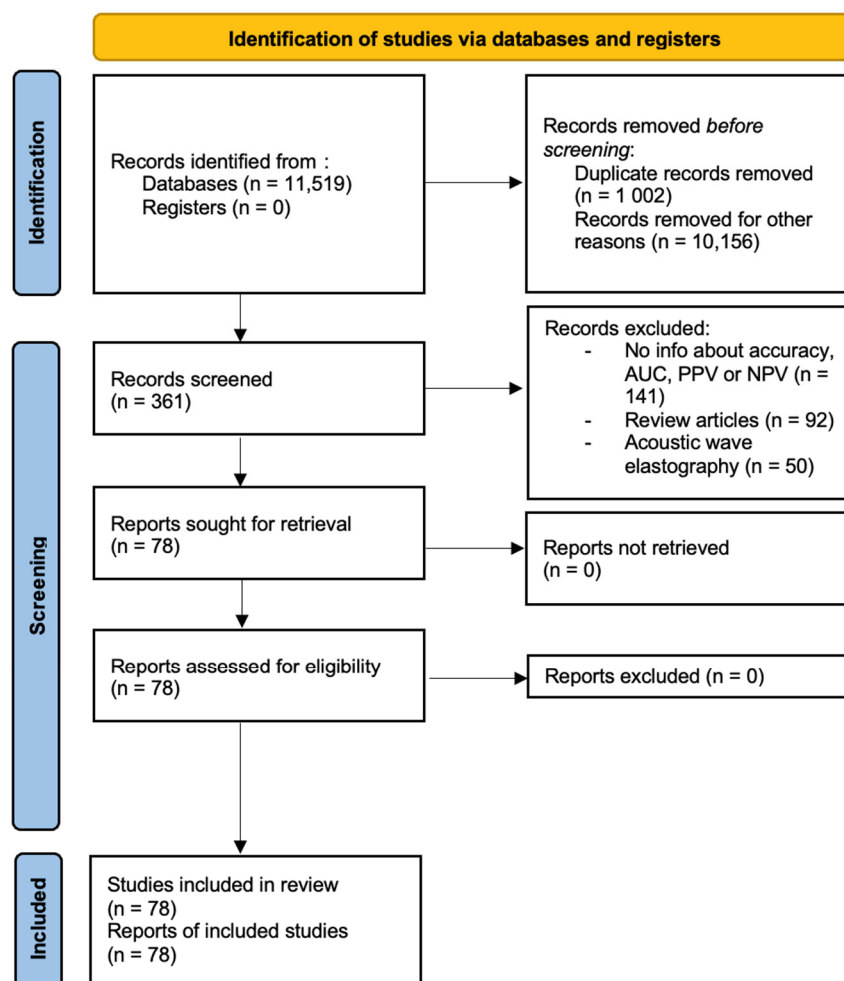 Identification of studies via databases and registers
Identification
Records identified from :
Databases (n = 11,519)
Registers (n = 0)
Records removed before
screening:
Duplicate records removed
(n = 1 002)
Records removed for other
reasons (n = 10,156)
Screening
Records screened
(n = 361)
Records excluded:
- No info about accuracy,
AUC, PPV or NPV (n =
141)
- Review articles (n = 92)
- Acoustic wave
elastography (n = 50)
Reports sought for retrieval
(n = 78)
Reports not retrieved
(n = 0)
Reports assessed for eligibility
(n = 78)
Reports excluded (n = 0)
Included
Studies included in review
(n = 78)
Reports of included studies
(n = 78)